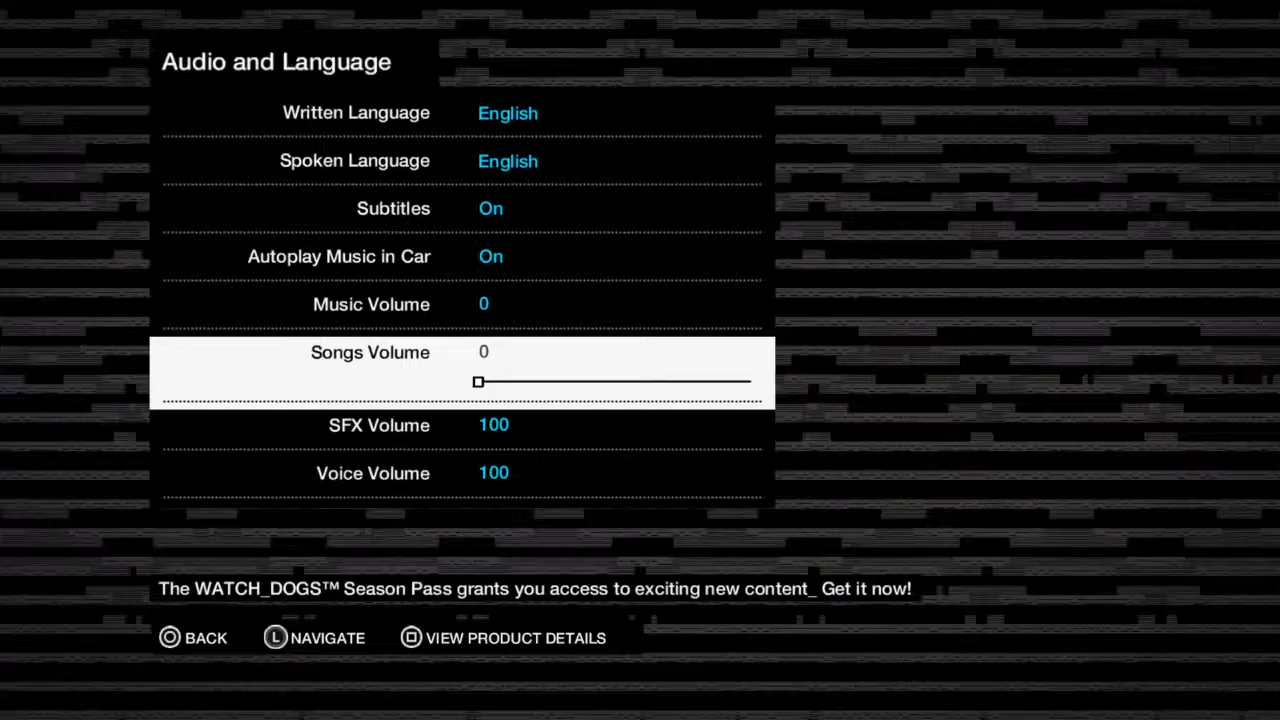 Audio and Language
Written Language English
Spoken Language English
Subtitles On
Autoplay Music in Car On
Music Volume 0
Songs Volume 0
SFX Volume 100
Voice Volume 100
The WATCH_DOGS™ Season Pass grants you access to exciting new content_ Get it now!
BACK L NAVIGATE VIEW PRODUCT DETAILS